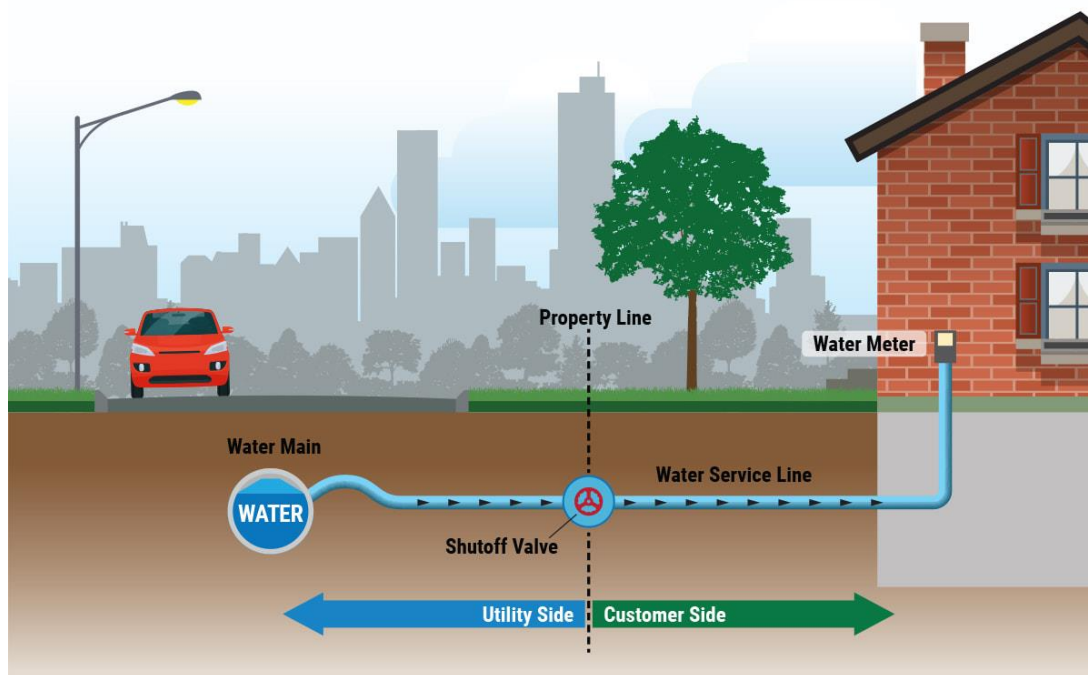 Property Line
Water Meter
Water Main
WATER
Water Service Line
Shutoff Valve
Utility Side
Customer Side